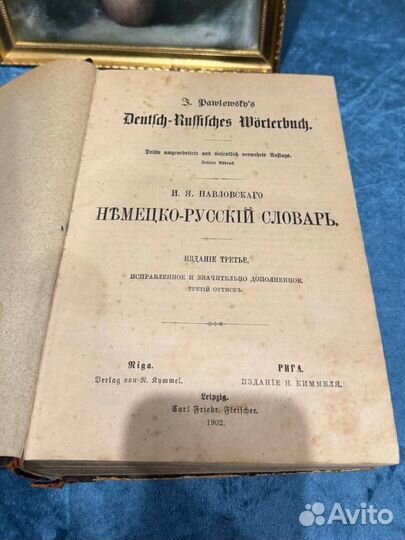 J. Pawlowsky's
Deutsch-Russisches Wörterbuch.
Dritte umgearbeitete und wesentlich vermehrte Auflage.
Dritter Abdruck.
И. Я. ПАВЛОВСКАГО
НѢМЕЦКО-РУССКІЙ СЛОВАРЬ.
ИЗДАНІЕ ТРЕТЬЕ,
ИСПРАВЛЕННОЕ И ЗНАЧИТЕЛЬНО ДОПОЛНЕННОЕ.
ТРЕТІЙ ОТТИСКЪ.
Riga.
Verlag von N. Kymmel.
РИГА.
ИЗДАНІЕ Н. КИММЕЛЯ.
Leipzig.
Carl Friedr. Fleischer.
1902.
Avito